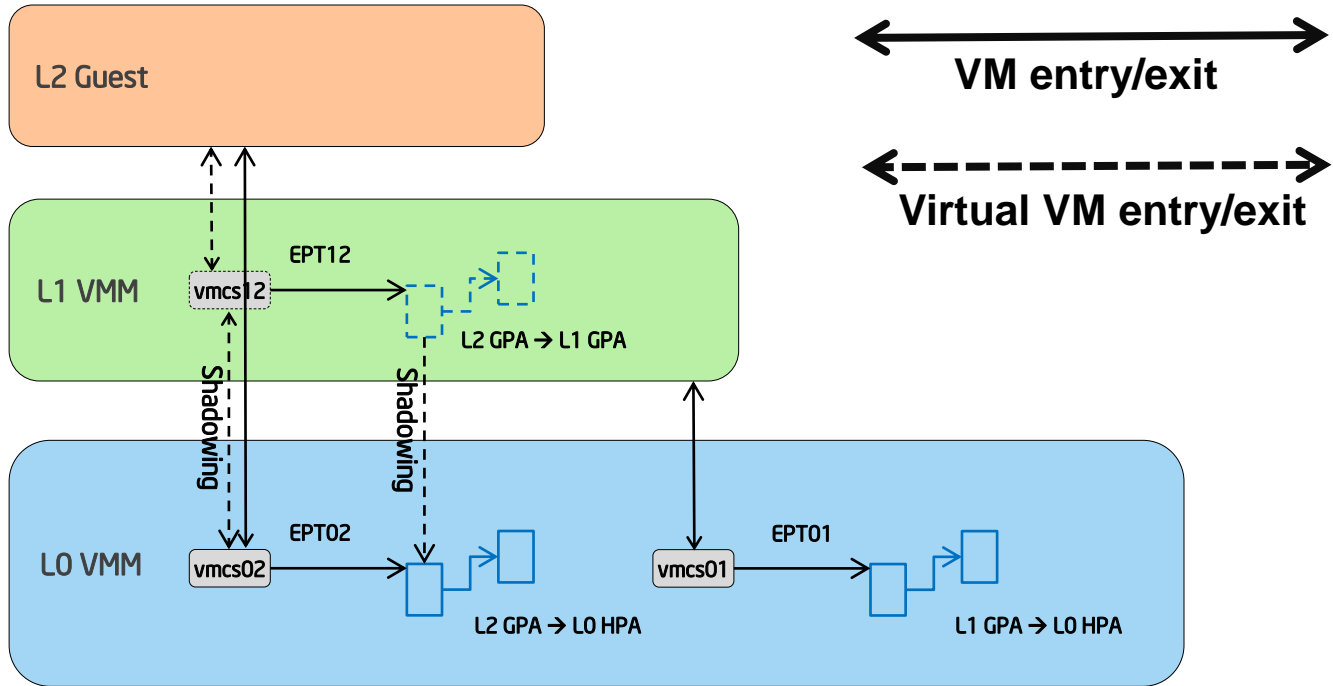 L2 Guest
VM entry/exit
Virtual VM entry/exit
L1 VMM
vmcs12
EPT12
L2 GPA → L1 GPA
Shadowing
Shadowing
L0 VMM
vmcs02
EPT02
L2 GPA → L0 HPA
vmcs01
EPT01
L1 GPA → L0 HPA